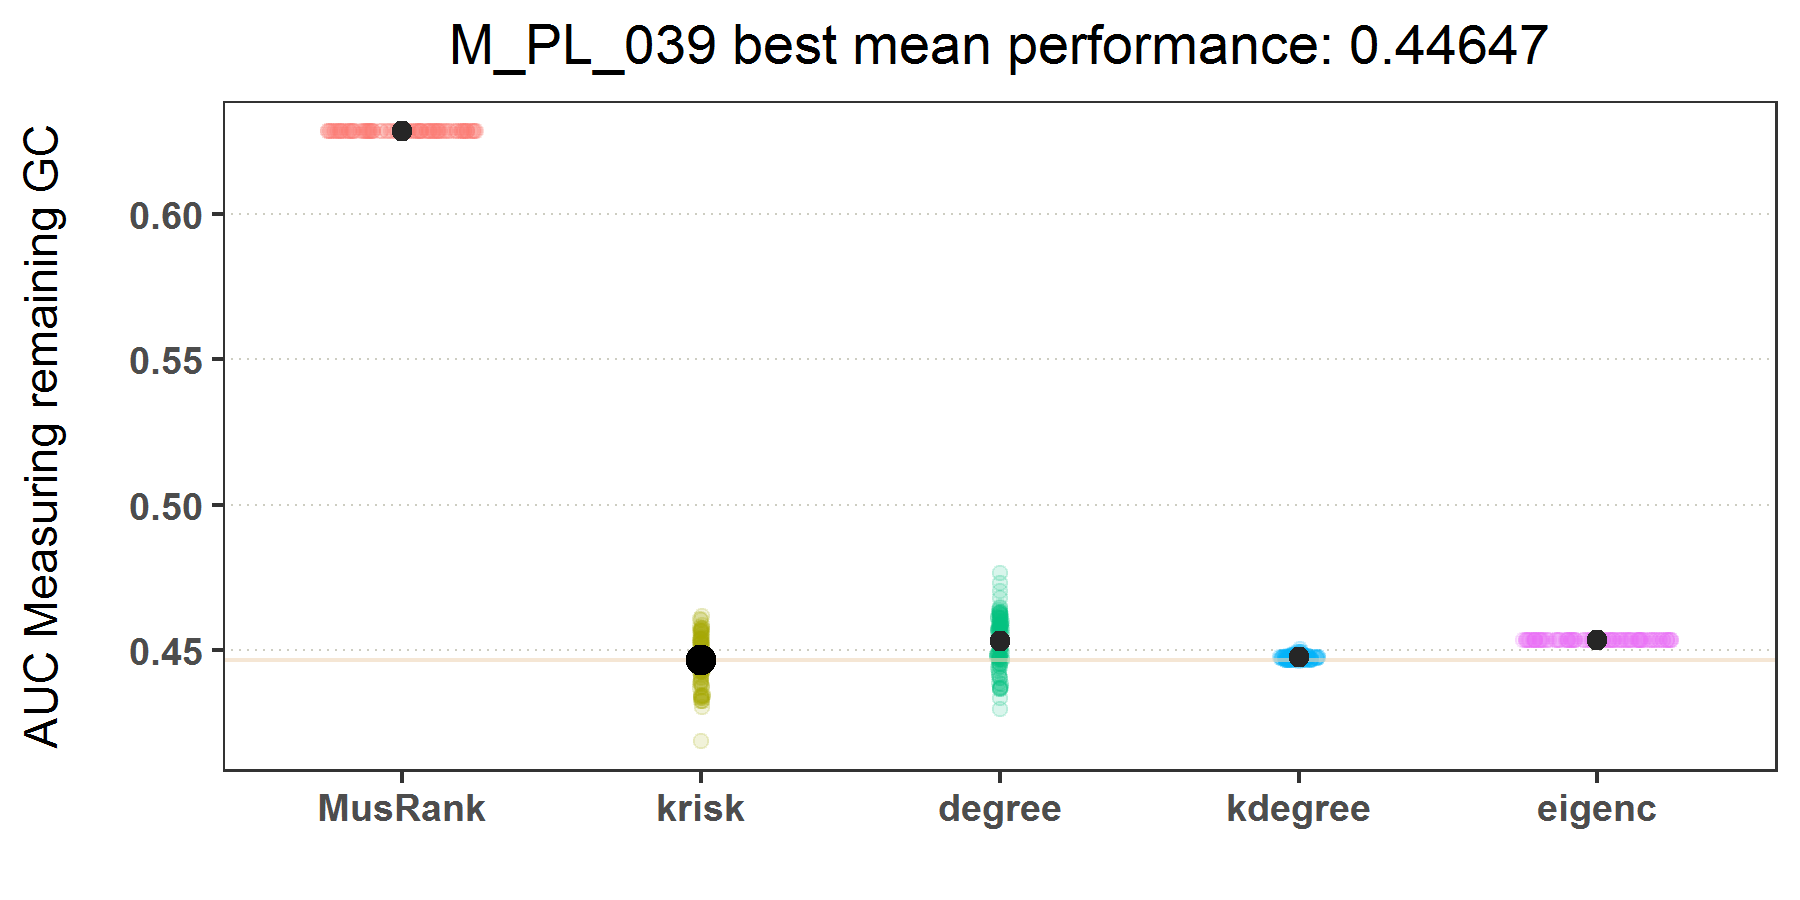 M_PL_039 best mean performance: 0.44647
AUC Measuring remaining GC
0.60
0.55
0.50
0.45
MusRank krisk degree kdegree eigenc